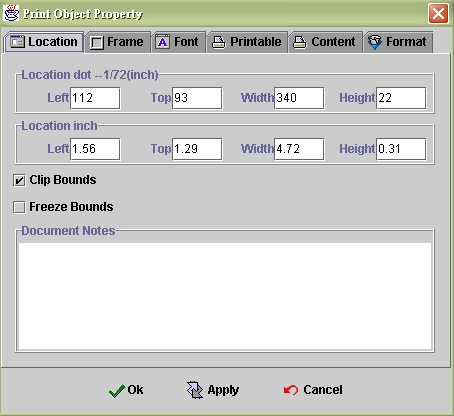 Print Object Property
Location Frame Font Printable Content Format
Location dot --1/72(inch)
Left 112 Top 93 Width 340 Height 22
Location inch
Left 1.56 Top 1.29 Width 4.72 Height 0.31
Clip Bounds
Freeze Bounds
Document Notes
Ok Apply Cancel